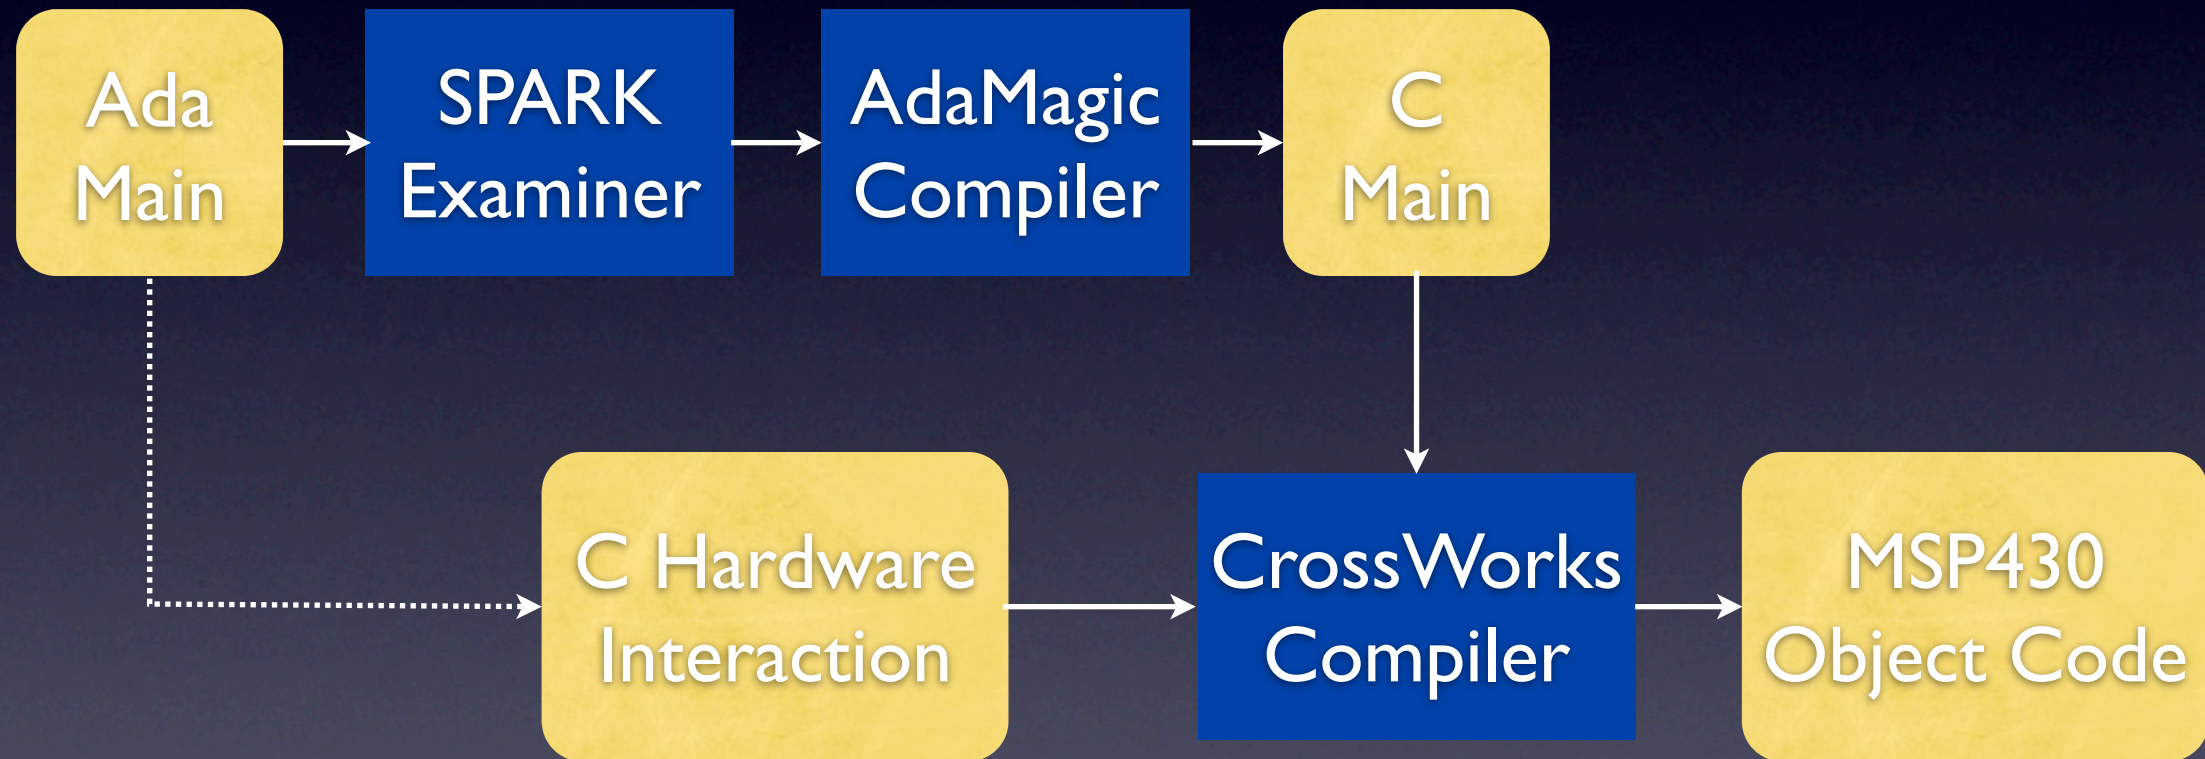 Ada
Main
SPARK
Examiner
AdaMagic
Compiler
C
Main
C Hardware
Interaction
CrossWorks
Compiler
MSP430
Object Code